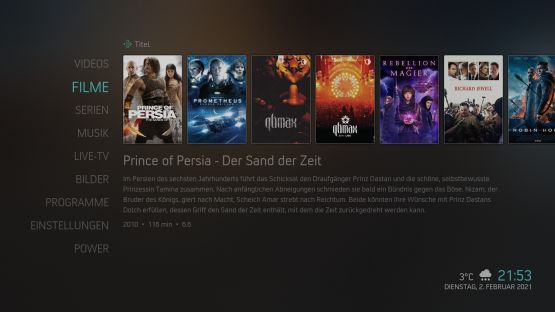 Titel
VIDEOS
FILME
SERIEN
MUSIK
LIVE-TV
BILDER
PROGRAMME
EINSTELLUNGEN
POWER
PRINCE OF
PERSIA
PROMETHEUS
qlimax
qlimax
REBELLION
DER
MAGIER
RICHARD JEWELL
ROBIN HOO
Prince of Persia - Der Sand der Zeit
Im Persien des sechsten Jahrhunderts führt das Schicksal den Draufgänger Prinz Dastan und die schöne, selbstbewusste
Prinzessin Tamina zusammen. Nach anfänglichen Abneigungen schmieden sie bald ein Bündnis gegen das Böse. Nizam, der
Bruder des Königs, giert nach Macht, Scheich Amar strebt nach Reichtum. Beide könnten ihre Wünsche mit Prinz Dastans
Dolch erfüllen, dessen Griff den Sand der Zeit enthält, mit dem die Zeit zurückgedreht werden kann.
2010 • 116 min • 6.6
3°C
21:53
DIENSTAG, 2. FEBRUAR 2021